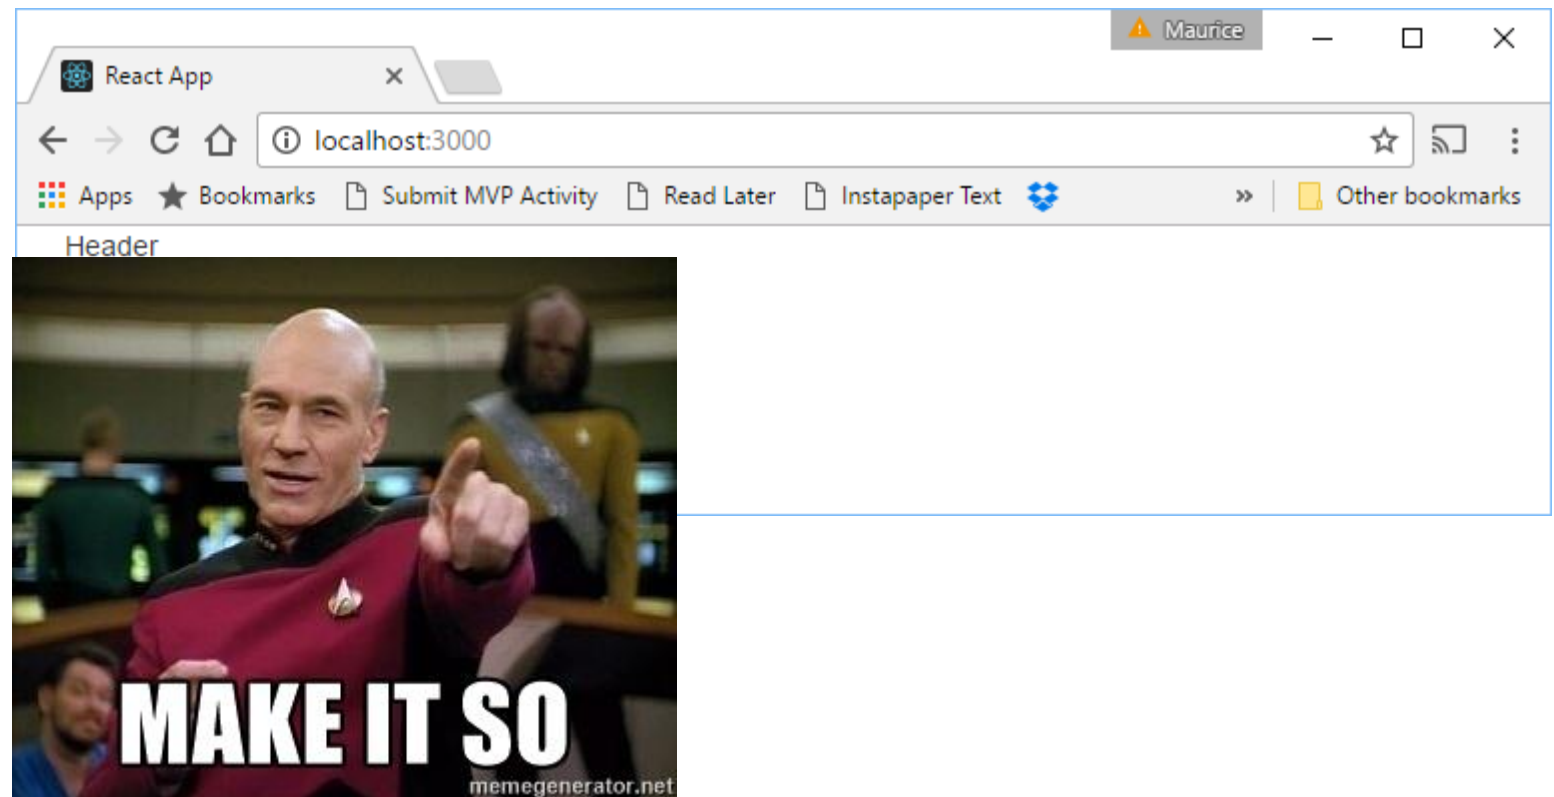 Maurice
React App
localhost:3000
Apps Bookmarks Submit MVP Activity Read Later Instapaper Text » Other bookmarks
Header
MAKE IT SO
memegenerator.net